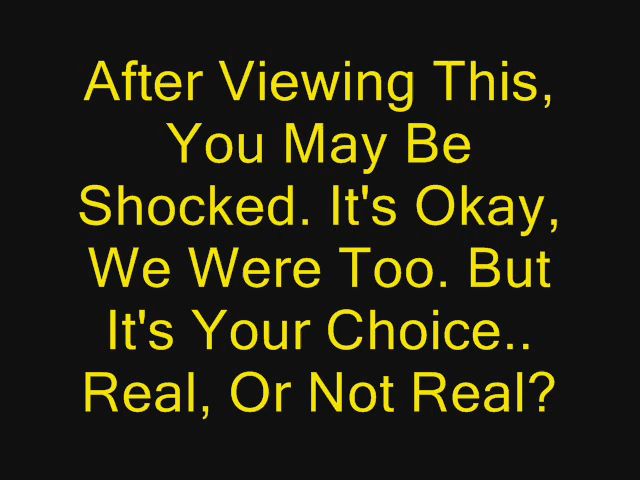 After Viewing This,
You May Be
Shocked. It's Okay,
We Were Too. But
It's Your Choice..
Real, Or Not Real?